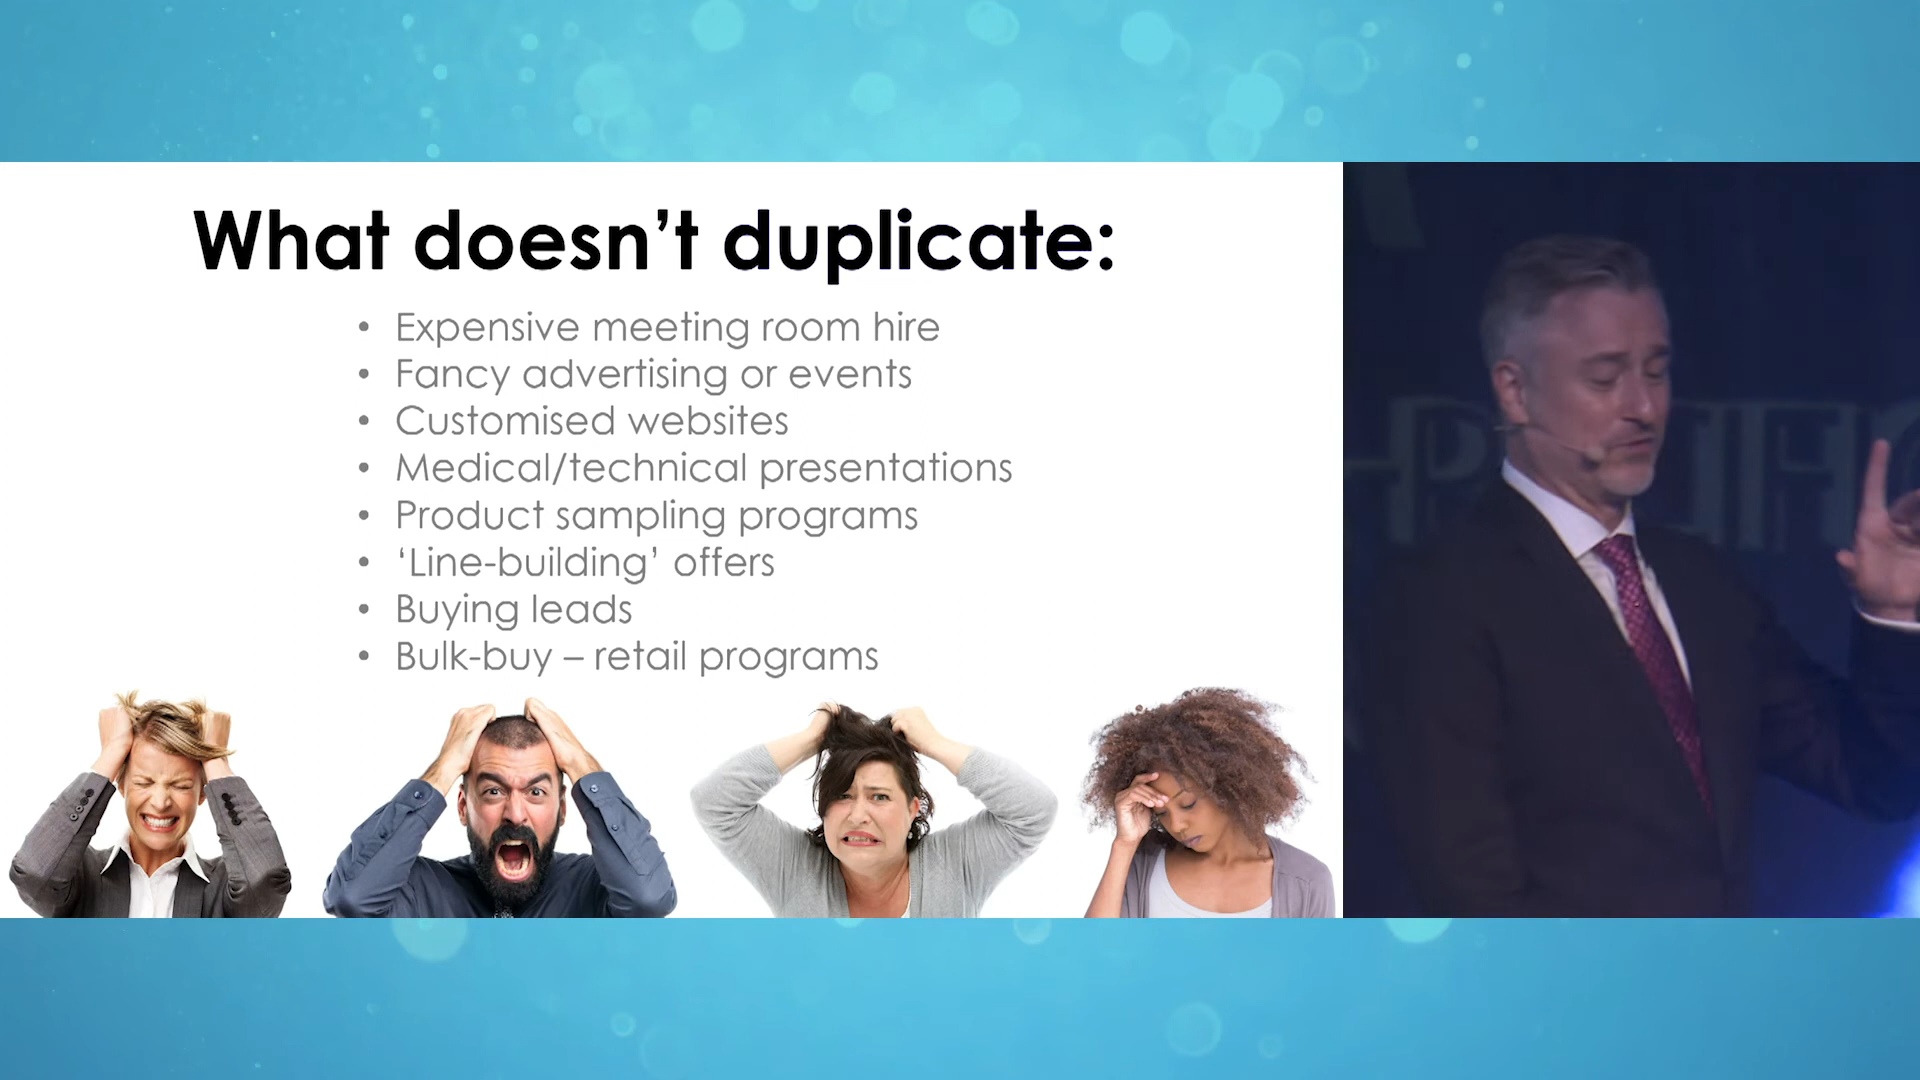 What doesn’t duplicate:
• Expensive meeting room hire
• Fancy advertising or events
• Customised websites
• Medical/technical presentations
• Product sampling programs
• ‘Line-building’ offers
• Buying leads
• Bulk-buy – retail programs